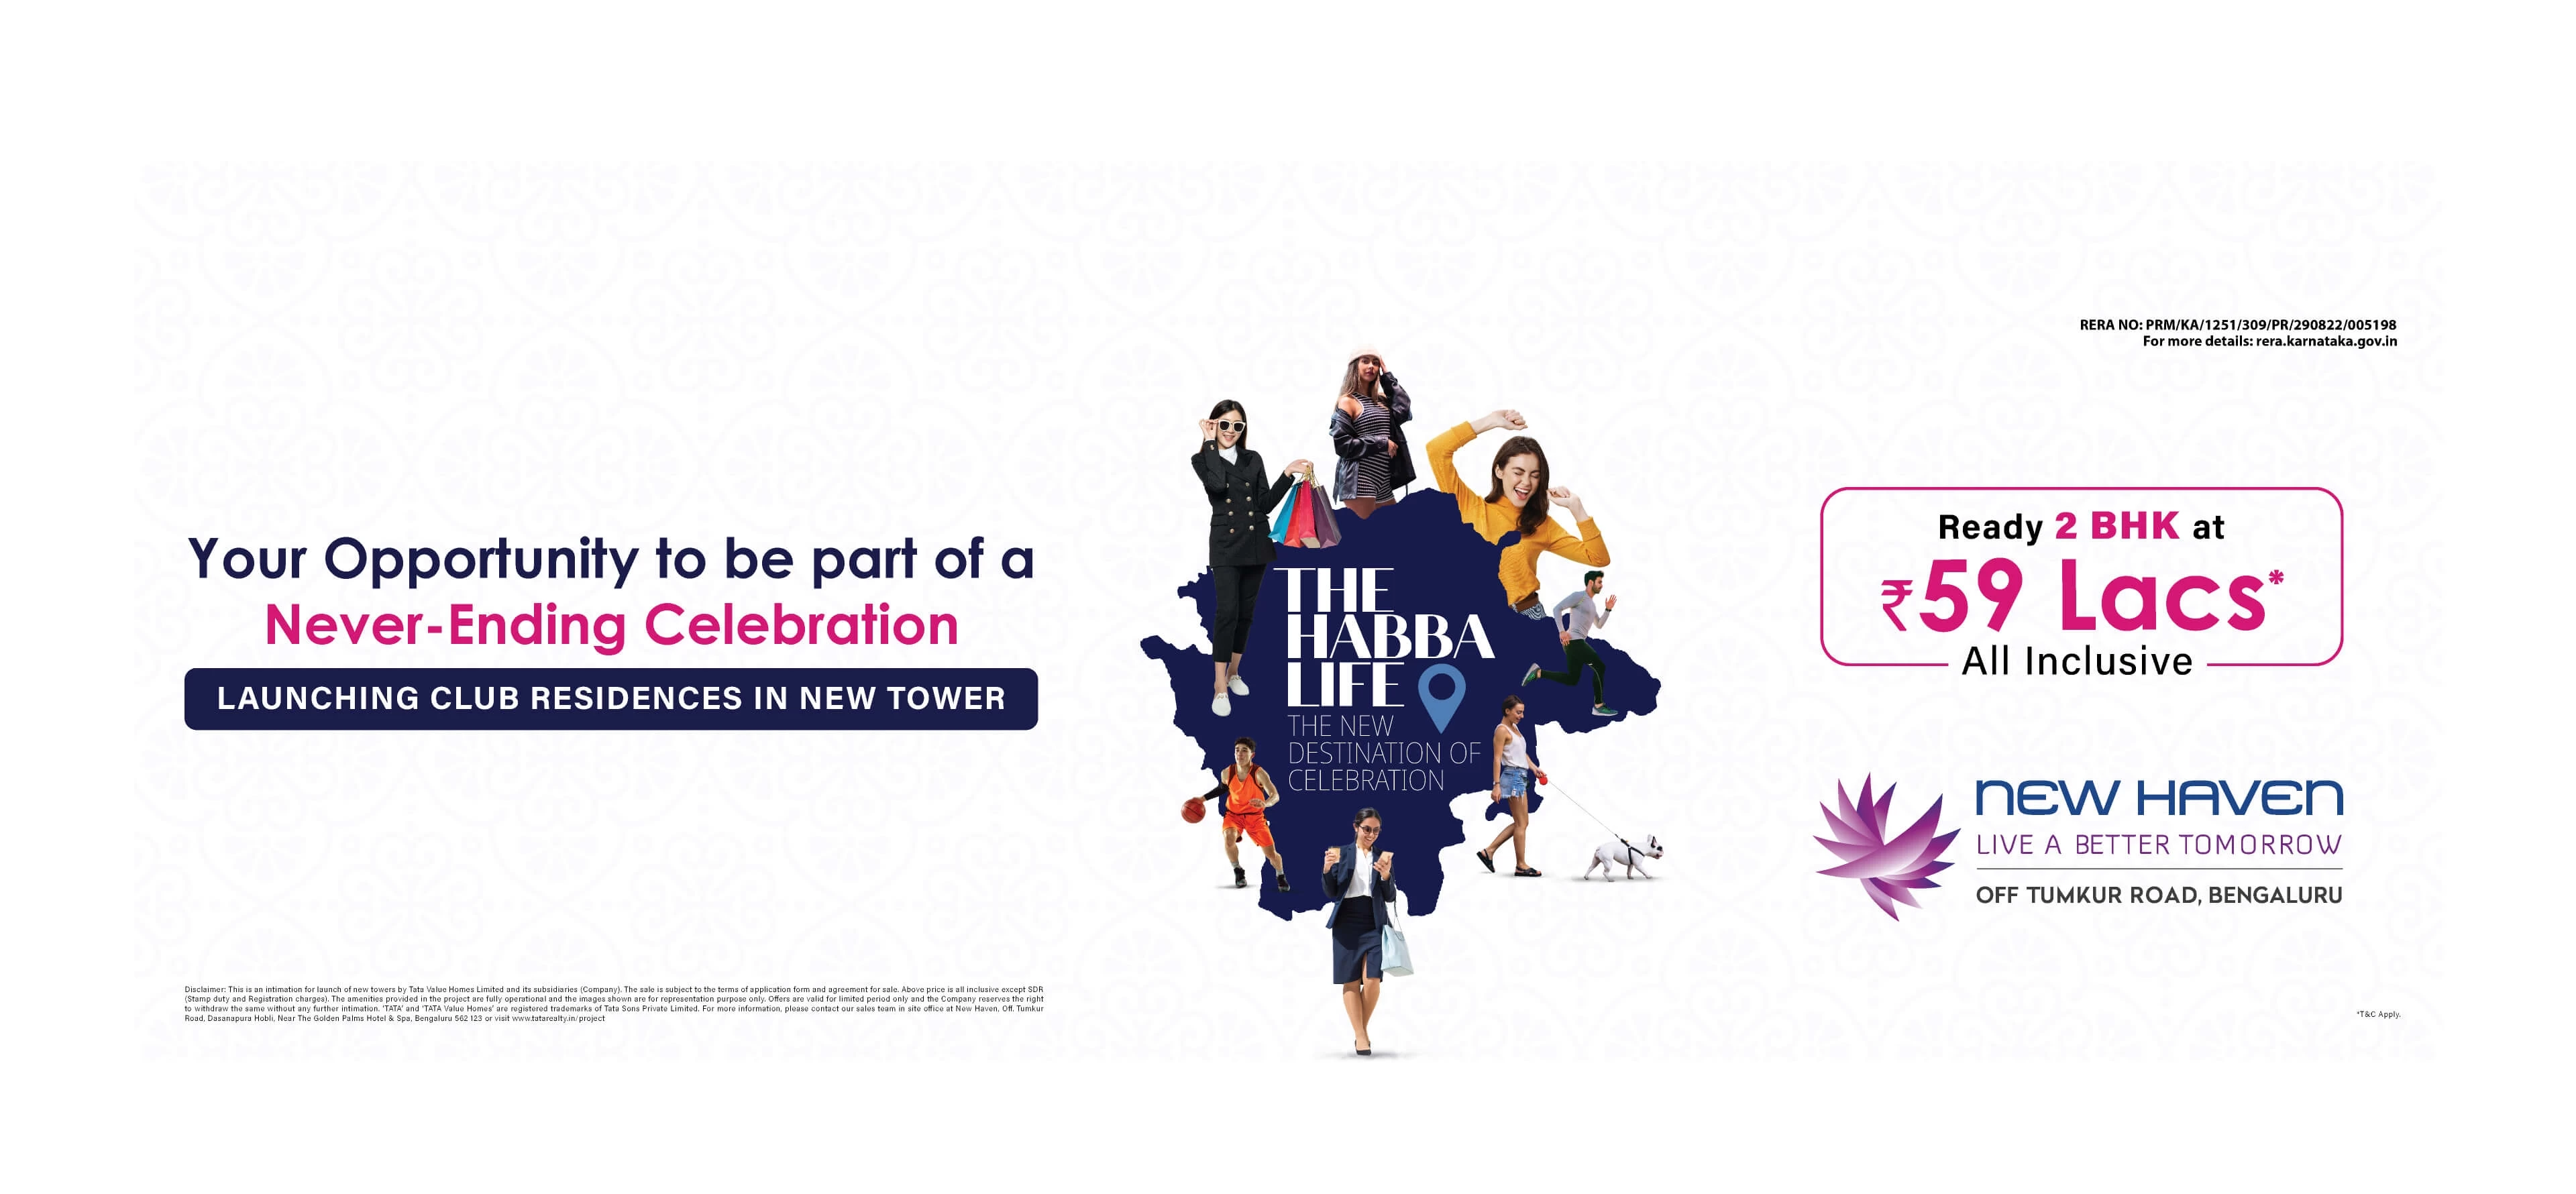 RERA NO: PRM/KA/1251/309/PR/290822/005198
For more details: rera.karnataka.gov.in
Your Opportunity to be part of a
Never-Ending Celebration
LAUNCHING CLUB RESIDENCES IN NEW TOWER
THE
HABBA
LIFE
THE NEW
DESTINATION OF
CELEBRATION
Ready 2 BHK at
₹59 Lacs*
All Inclusive
NEW HAVEN
LIVE A BETTER TOMORROW
OFF TUMKUR ROAD, BENGALURU
Disclaimer: This is an intimation for launch of new towers by Tata Value Homes Limited and its subsidiaries (Company). The sale is subject to the terms of application form and agreement for sale. Above price is all inclusive except SDR
(Stamp duty and Registration charges). The amenities provided in the project are fully operational and the images shown are for representation purpose only. Offers are valid for limited period only and the Company reserves the right
to withdraw the same without any further intimation. 'TATA' and 'TATA Value Homes' are registered trademarks of Tata Sons Private Limited. For more information, please contact our sales team in site office at New Haven, Off. Tumkur
Road, Dasanapura Hobli, Near The Golden Palms Hotel & Spa, Bengaluru 562 123 or visit www.tatarealty.in/project
*T&C Apply.